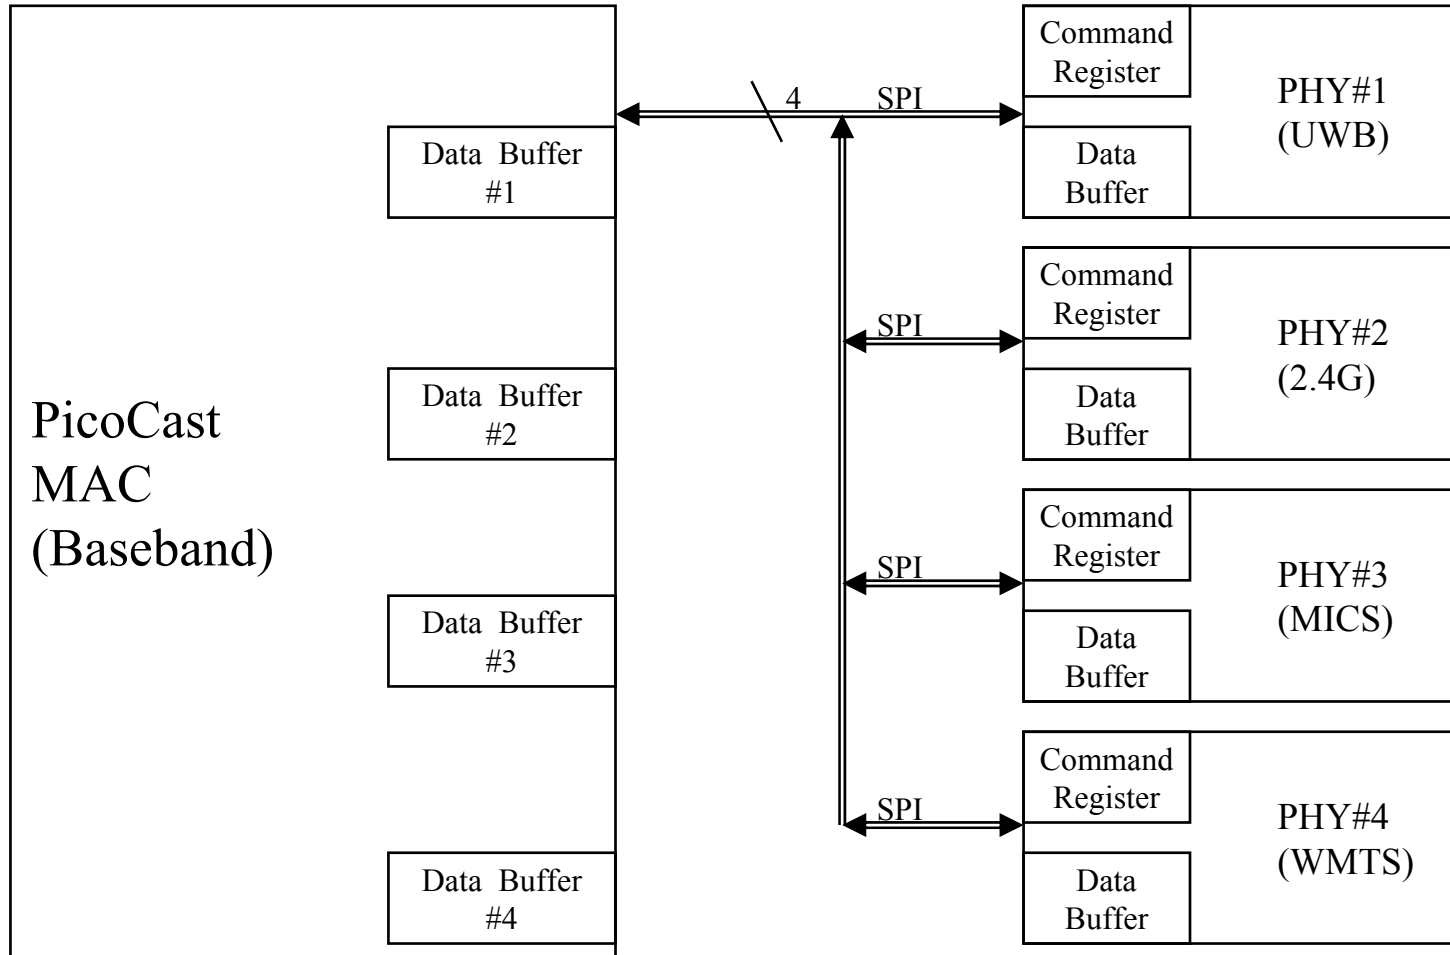 PicoCast
MAC
(Baseband)
Data Buffer
#1
Data Buffer
#2
Data Buffer
#3
Data Buffer
#4
4
SPI
SPI
SPI
SPI
Command
Register
Data
Buffer
PHY#1
(UWB)
Command
Register
Data
Buffer
PHY#2
(2.4G)
Command
Register
Data
Buffer
PHY#3
(MICS)
Command
Register
Data
Buffer
PHY#4
(WMTS)